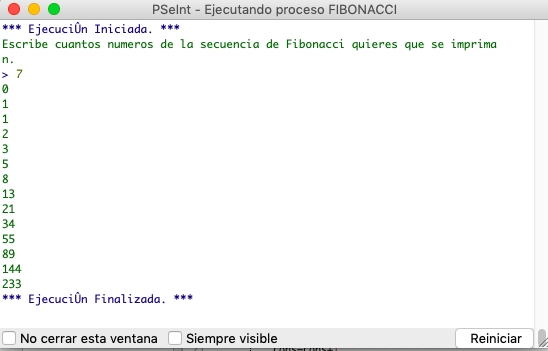 PSeInt - Ejecutando proceso FIBONACCI
*** EjecuciÛn Iniciada. ***
Escribe cuantos numeros de la secuencia de Fibonacci quieres que se imprima
n.
> 7
0
1
1
2
3
5
8
13
21
34
55
89
144
233
*** EjecuciÛn Finalizada. ***
No cerrar esta ventana Siempre visible Reiniciar